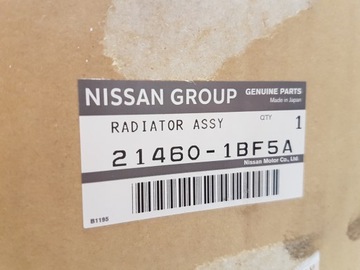 NISSAN GROUP GENUINE PARTS
Made in Japan
RADIATOR ASSY QTY 1
21460-1BF5A
Nissan Motor Co., Ltd.
B1195